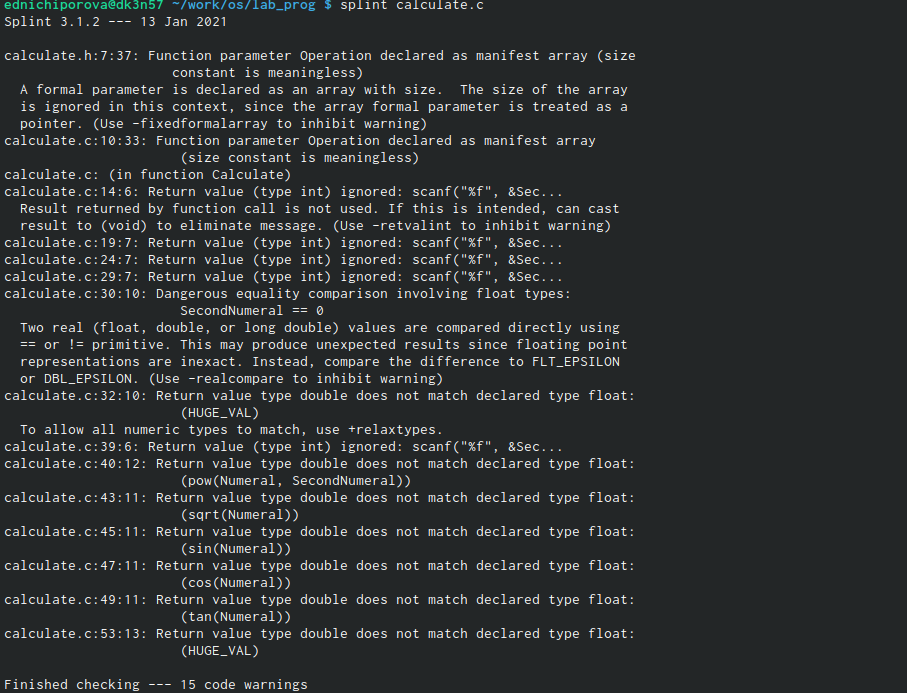 ednichiporova@dk3n57 ~/work/os/lab_prog $ splint calculate.c
Splint 3.1.2 --- 13 Jan 2021

calculate.h:7:37: Function parameter Operation declared as manifest array (size
                     constant is meaningless)
  A formal parameter is declared as an array with size.  The size of the array
  is ignored in this context, since the array formal parameter is treated as a
  pointer. (Use -fixedformalarray to inhibit warning)
calculate.c:10:33: Function parameter Operation declared as manifest array
                      (size constant is meaningless)
calculate.c: (in function Calculate)
calculate.c:14:6: Return value (type int) ignored: scanf("%f", &Sec...
  Result returned by function call is not used. If this is intended, can cast
  result to (void) to eliminate message. (Use -retvalint to inhibit warning)
calculate.c:19:7: Return value (type int) ignored: scanf("%f", &Sec...
calculate.c:24:7: Return value (type int) ignored: scanf("%f", &Sec...
calculate.c:29:7: Return value (type int) ignored: scanf("%f", &Sec...
calculate.c:30:10: Dangerous equality comparison involving float types:
                      SecondNumeral == 0
  Two real (float, double, or long double) values are compared directly using
  == or != primitive. This may produce unexpected results since floating point
  representations are inexact. Instead, compare the difference to FLT_EPSILON
  or DBL_EPSILON. (Use -realcompare to inhibit warning)
calculate.c:32:10: Return value type double does not match declared type float:
                      (HUGE_VAL)
  To allow all numeric types to match, use +relaxtypes.
calculate.c:39:6: Return value (type int) ignored: scanf("%f", &Sec...
calculate.c:40:12: Return value type double does not match declared type float:
                      (pow(Numeral, SecondNumeral))
calculate.c:43:11: Return value type double does not match declared type float:
                      (sqrt(Numeral))
calculate.c:45:11: Return value type double does not match declared type float:
                      (sin(Numeral))
calculate.c:47:11: Return value type double does not match declared type float:
                      (cos(Numeral))
calculate.c:49:11: Return value type double does not match declared type float:
                      (tan(Numeral))
calculate.c:53:13: Return value type double does not match declared type float:
                      (HUGE_VAL)

Finished checking --- 15 code warnings